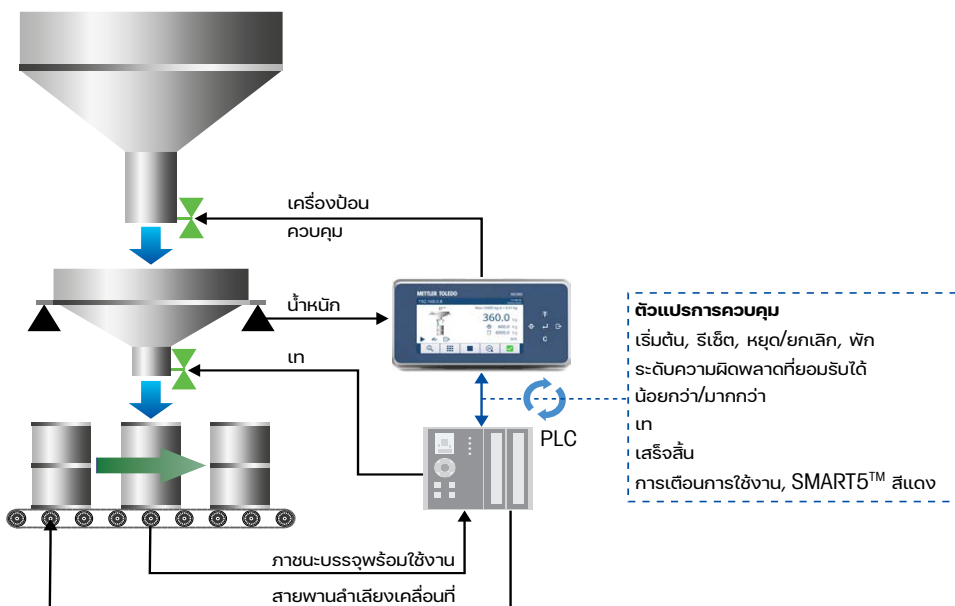 เครื่องป้อน
ควบคุม
น้ำหนัก
เท
METTLER TOLEDO
360.0 kg
PLC
ตัวแปรการควบคุม
เริ่มต้น, รีเซ็ต, หยุด/ยกเลิก, พัก
ระดับความผิดพลาดที่ยอมรับได้
น้อยกว่า/มากกว่า
เท
เสร็จสิ้น
การเตือนการใช้งาน, SMART5™ สีแดง
ภาชนะบรรจุพร้อมใช้งาน
สายพานลำเลียงเคลื่อนที่